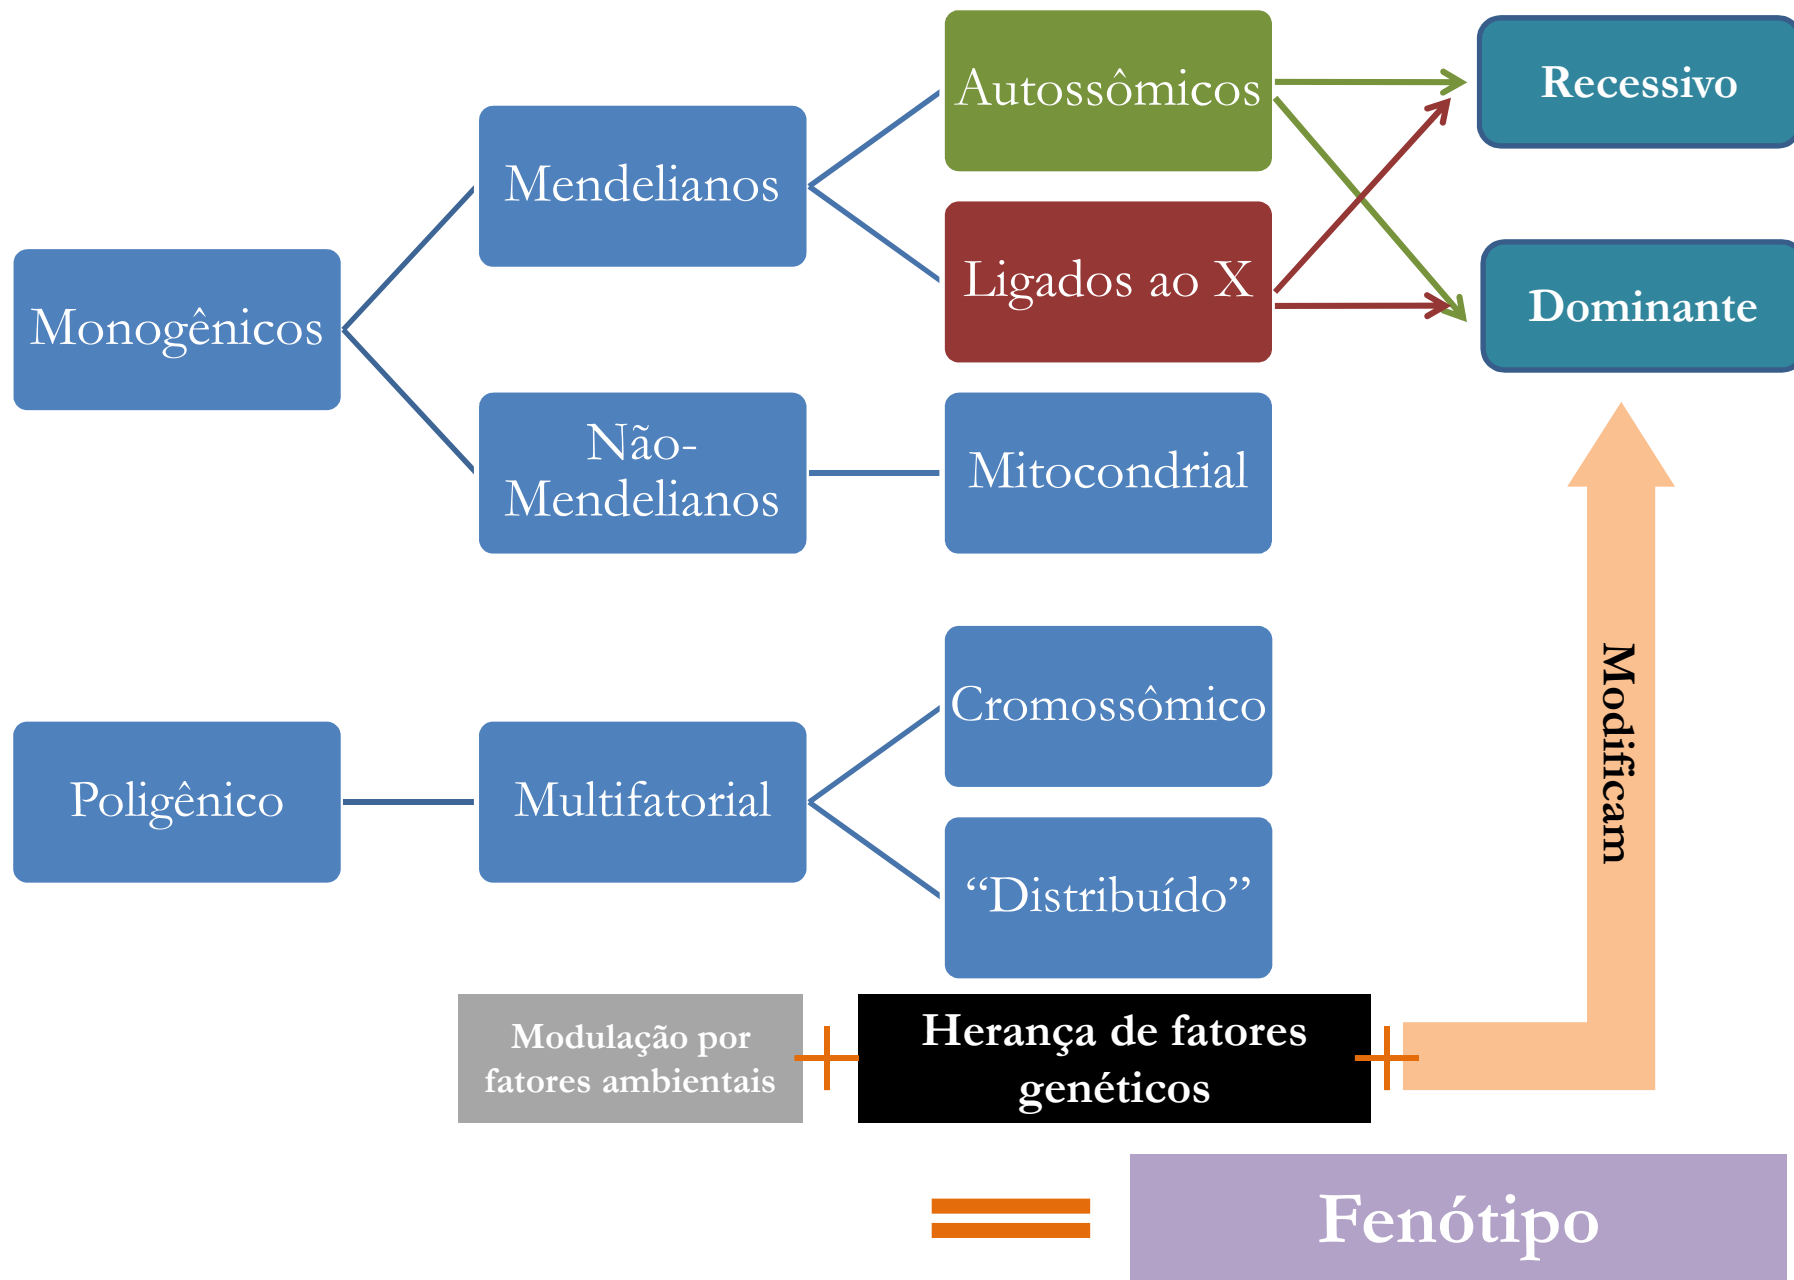 Autossômicos
Recessivo
Mendelianos
Ligados ao X
Dominante
Monogênicos
Não-
Mendelianos
Mitocondrial
Cromossômico
Poligênico
Multifatorial
“Distribuído”
Modificam
Modulação por
fatores ambientais
Herança de fatores
genéticos
Fenótipo